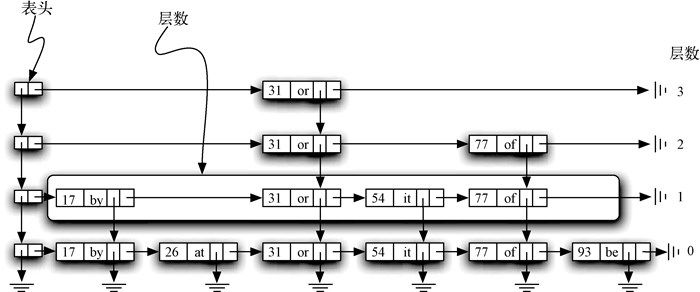 表头
层数
层数
31 or 3
31 or 77 of 2
17 by 31 or 54 it 77 of 1
17 by 26 at 31 or 54 it 77 of 93 be 0